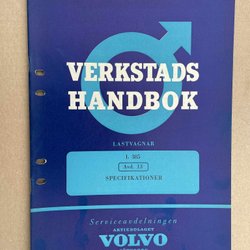 VERKSTADS
HANDBOK
LASTVAGNAR
L 385
Avd. 13
SPECIFIKATIONER
Serviceavdelningen
AKTIEBOLAGET
VOLVO